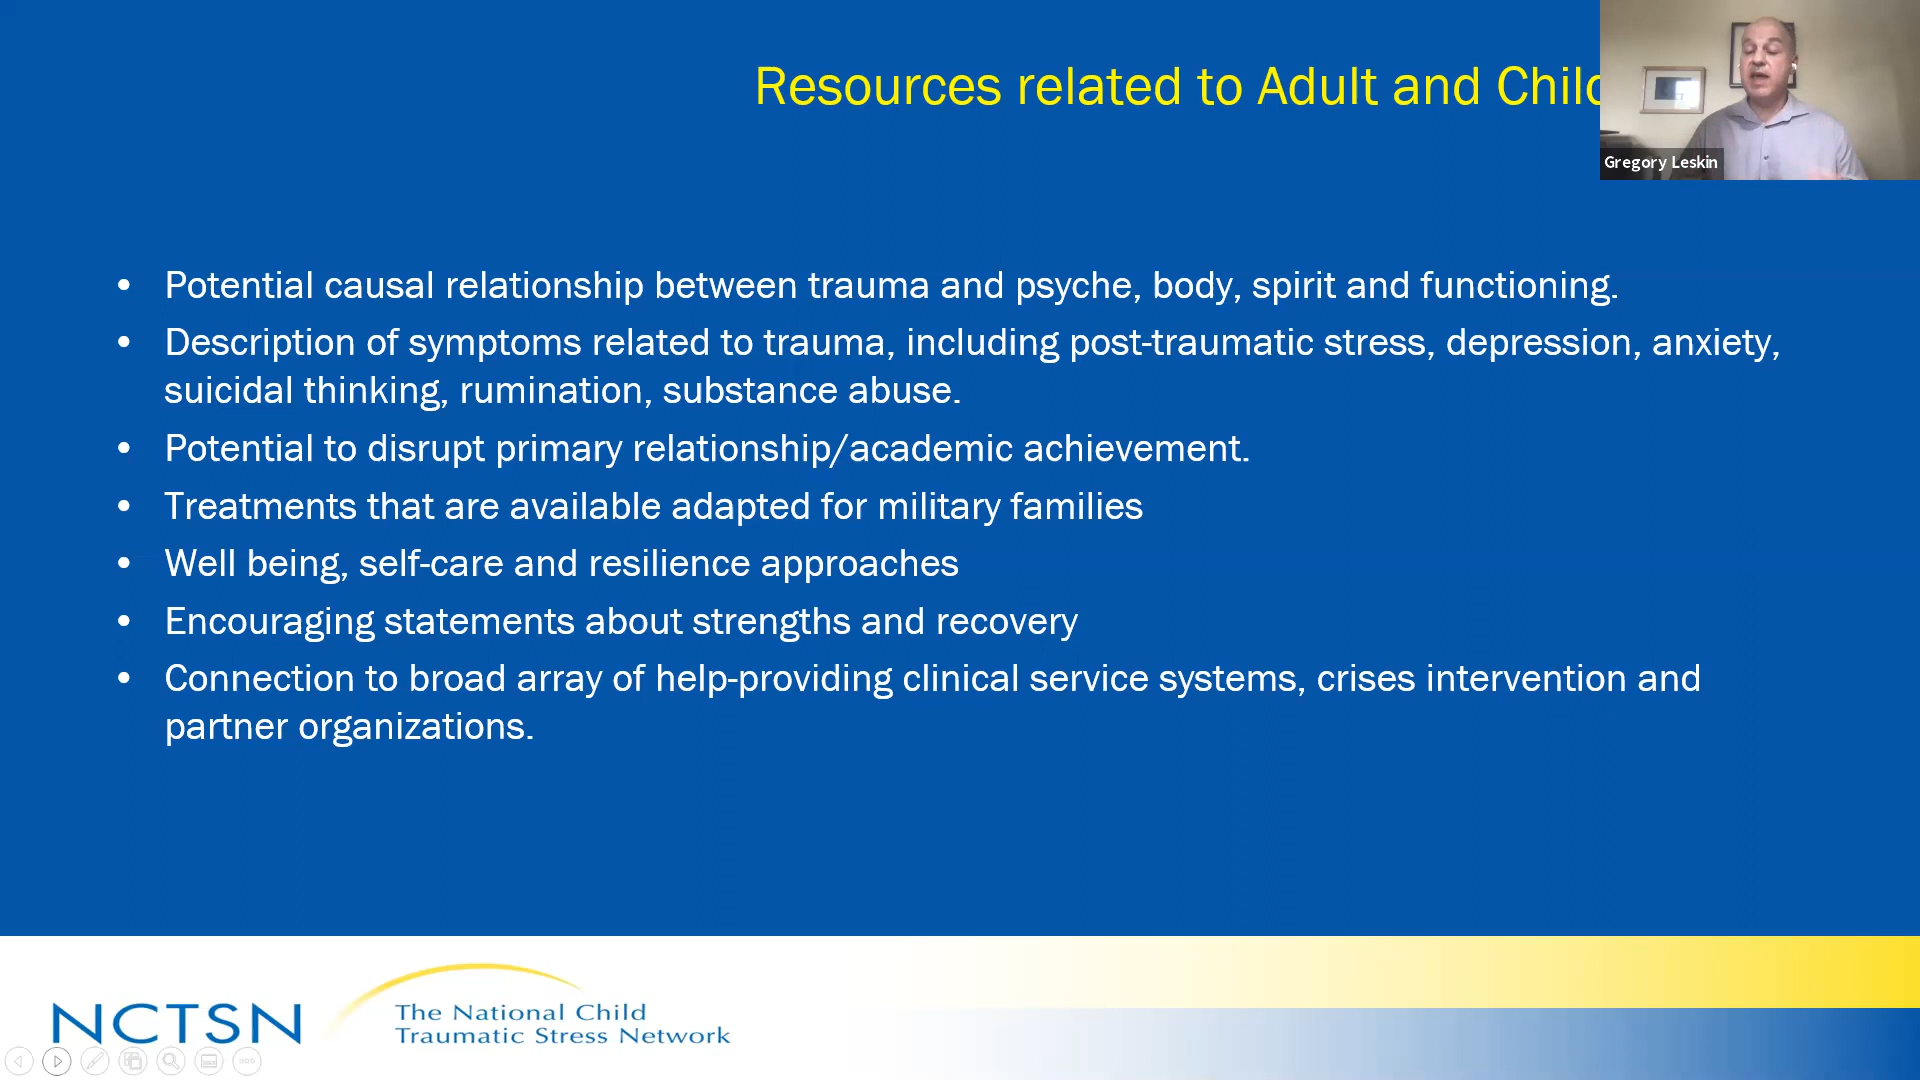 Resources related to Adult and Child
Gregory Leskin
• Potential causal relationship between trauma and psyche, body, spirit and functioning.
• Description of symptoms related to trauma, including post-traumatic stress, depression, anxiety,
suicidal thinking, rumination, substance abuse.
• Potential to disrupt primary relationship/academic achievement.
• Treatments that are available adapted for military families
• Well being, self-care and resilience approaches
• Encouraging statements about strengths and recovery
• Connection to broad array of help-providing clinical service systems, crises intervention and
partner organizations.
NCTSN
The National Child
Traumatic Stress Network